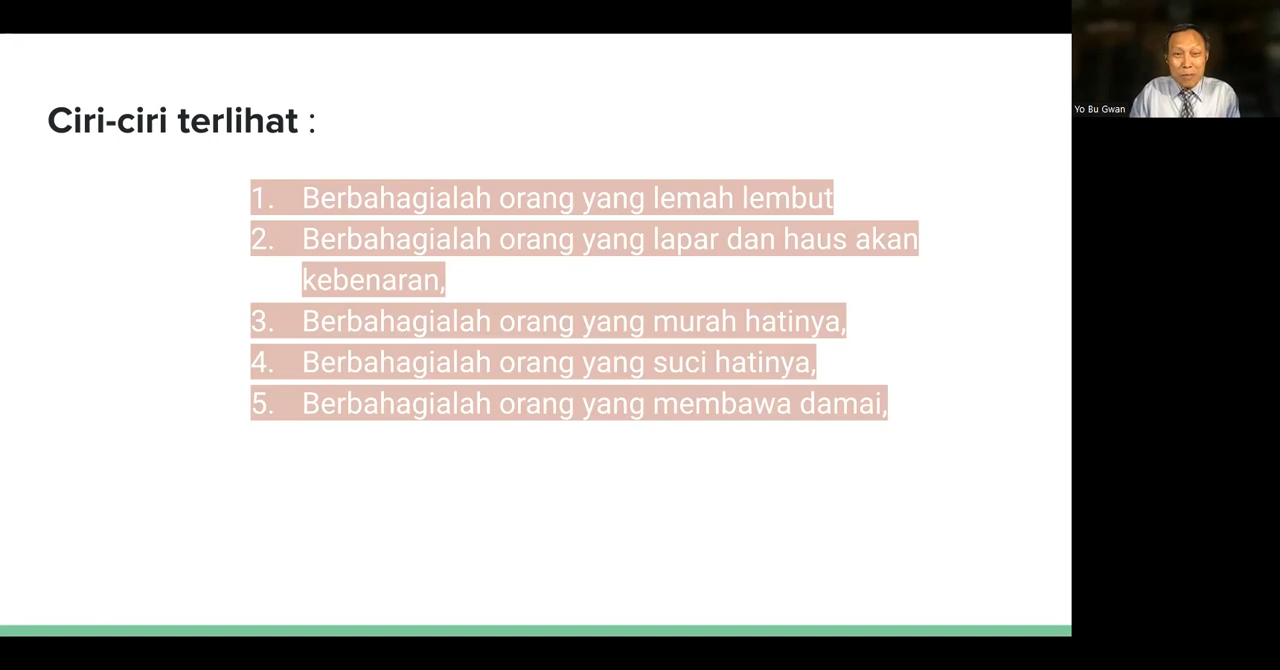 Ciri-ciri terlihat :
1. Berbahagialah orang yang lemah lembut
2. Berbahagialah orang yang lapar dan haus akan
kebenaran,
3. Berbahagialah orang yang murah hatinya,
4. Berbahagialah orang yang suci hatinya,
5. Berbahagialah orang yang membawa damai,
Yo Bu Gwan